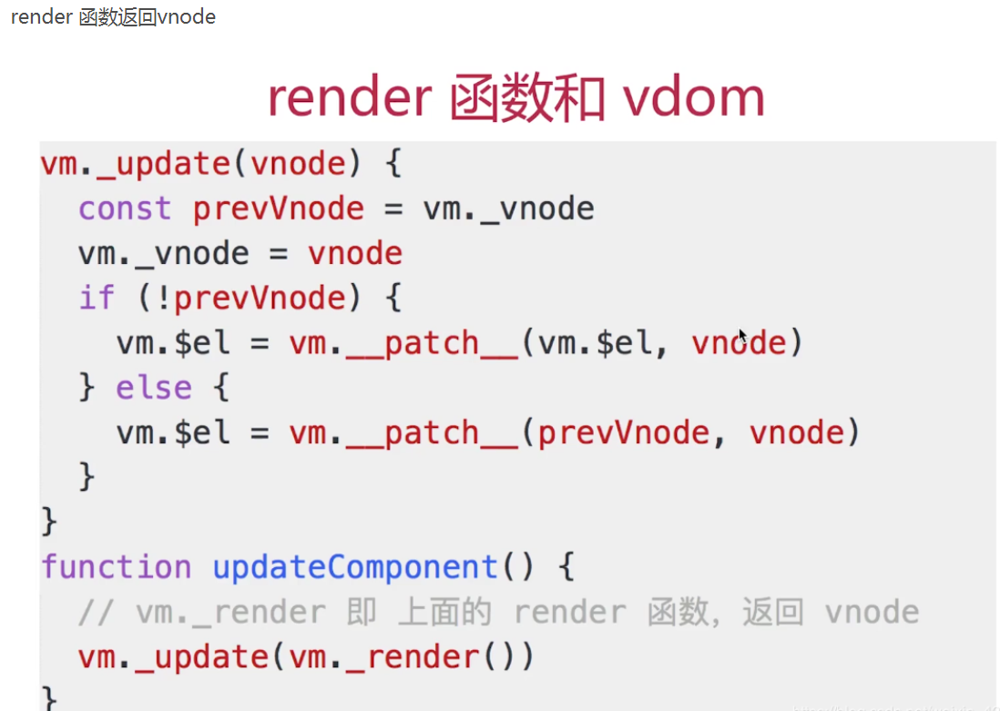 render 函数返回vnode
render 函数和 vdom
vm._update(vnode) {
  const prevVnode = vm._vnode
  vm._vnode = vnode
  if (!prevVnode) {
    vm.$el = vm.__patch__(vm.$el, vnode)
  } else {
    vm.$el = vm.__patch__(prevVnode, vnode)
  }
}
function updateComponent() {
  // vm._render 即 上面的 render 函数，返回 vnode
  vm._update(vm._render())
}